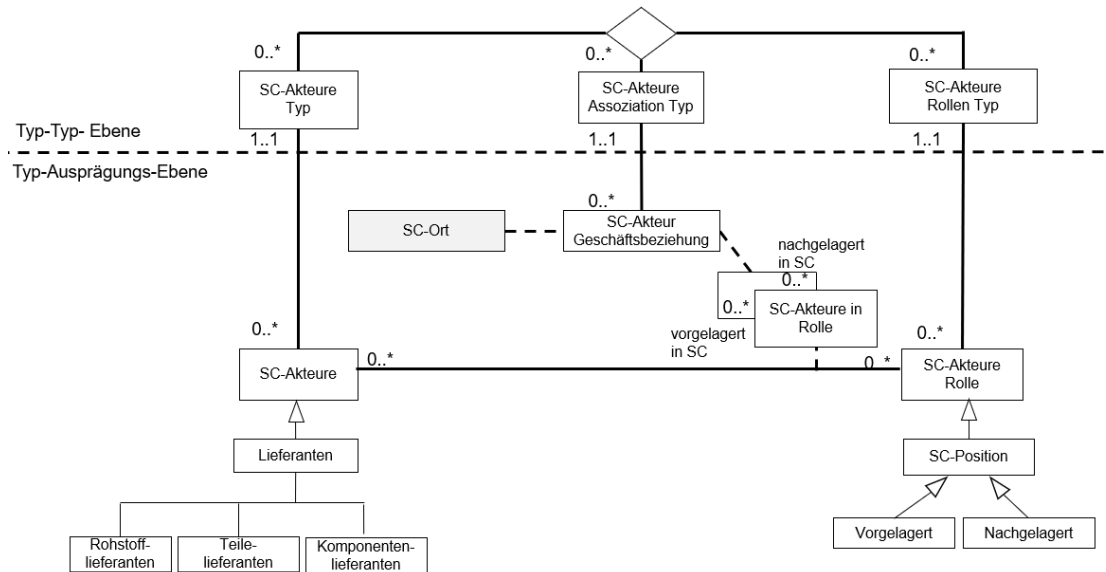 0..*
0..*
0..*
SC-Akteure
Typ
SC-Akteure
Assoziation Typ
SC-Akteure
Rollen Typ
Typ-Typ- Ebene
1..1
1..1
1..1
Typ-Ausprägungs-Ebene
0..*
SC-Ort
SC-Akteur
Geschäftsbeziehung
nachgelagert
in SC
0..*
0..*
SC-Akteure in
Rolle
vorgelagert
in SC
0..*
0..*
0..*
0..*
SC-Akteure
SC-Akteure
Rolle
Lieferanten
SC-Position
Rohstoff-
lieferanten
Teile-
lieferanten
Komponenten-
lieferanten
Vorgelagert
Nachgelagert